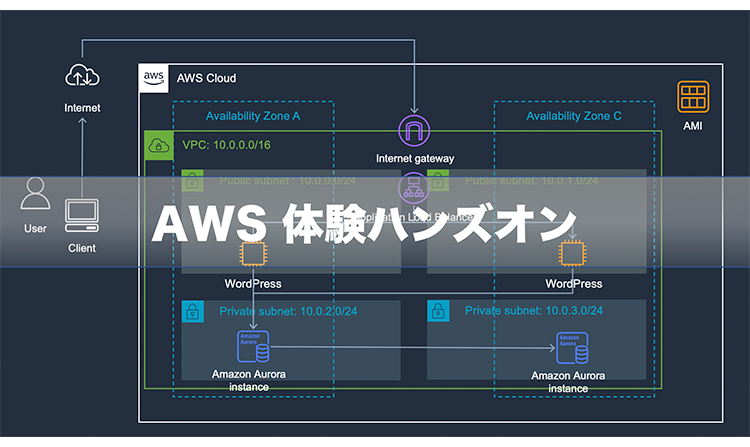 aws
AWS Cloud
Internet
Availability Zone A
Availability Zone C
AMI
VPC: 10.0.0.0/16
Internet gateway
Public subnet : 10.0.0.0/24
Public subnet: 10.0.1.0/24
User
Client
Application Load Balancer
AWS 体験ハンズオン
WordPress
WordPress
Private subnet: 10.0.2.0/24
Private subnet: 10.0.3.0/24
Amazon
Aurora
Amazon
Aurora
Amazon Aurora
instance
Amazon Aurora
instance